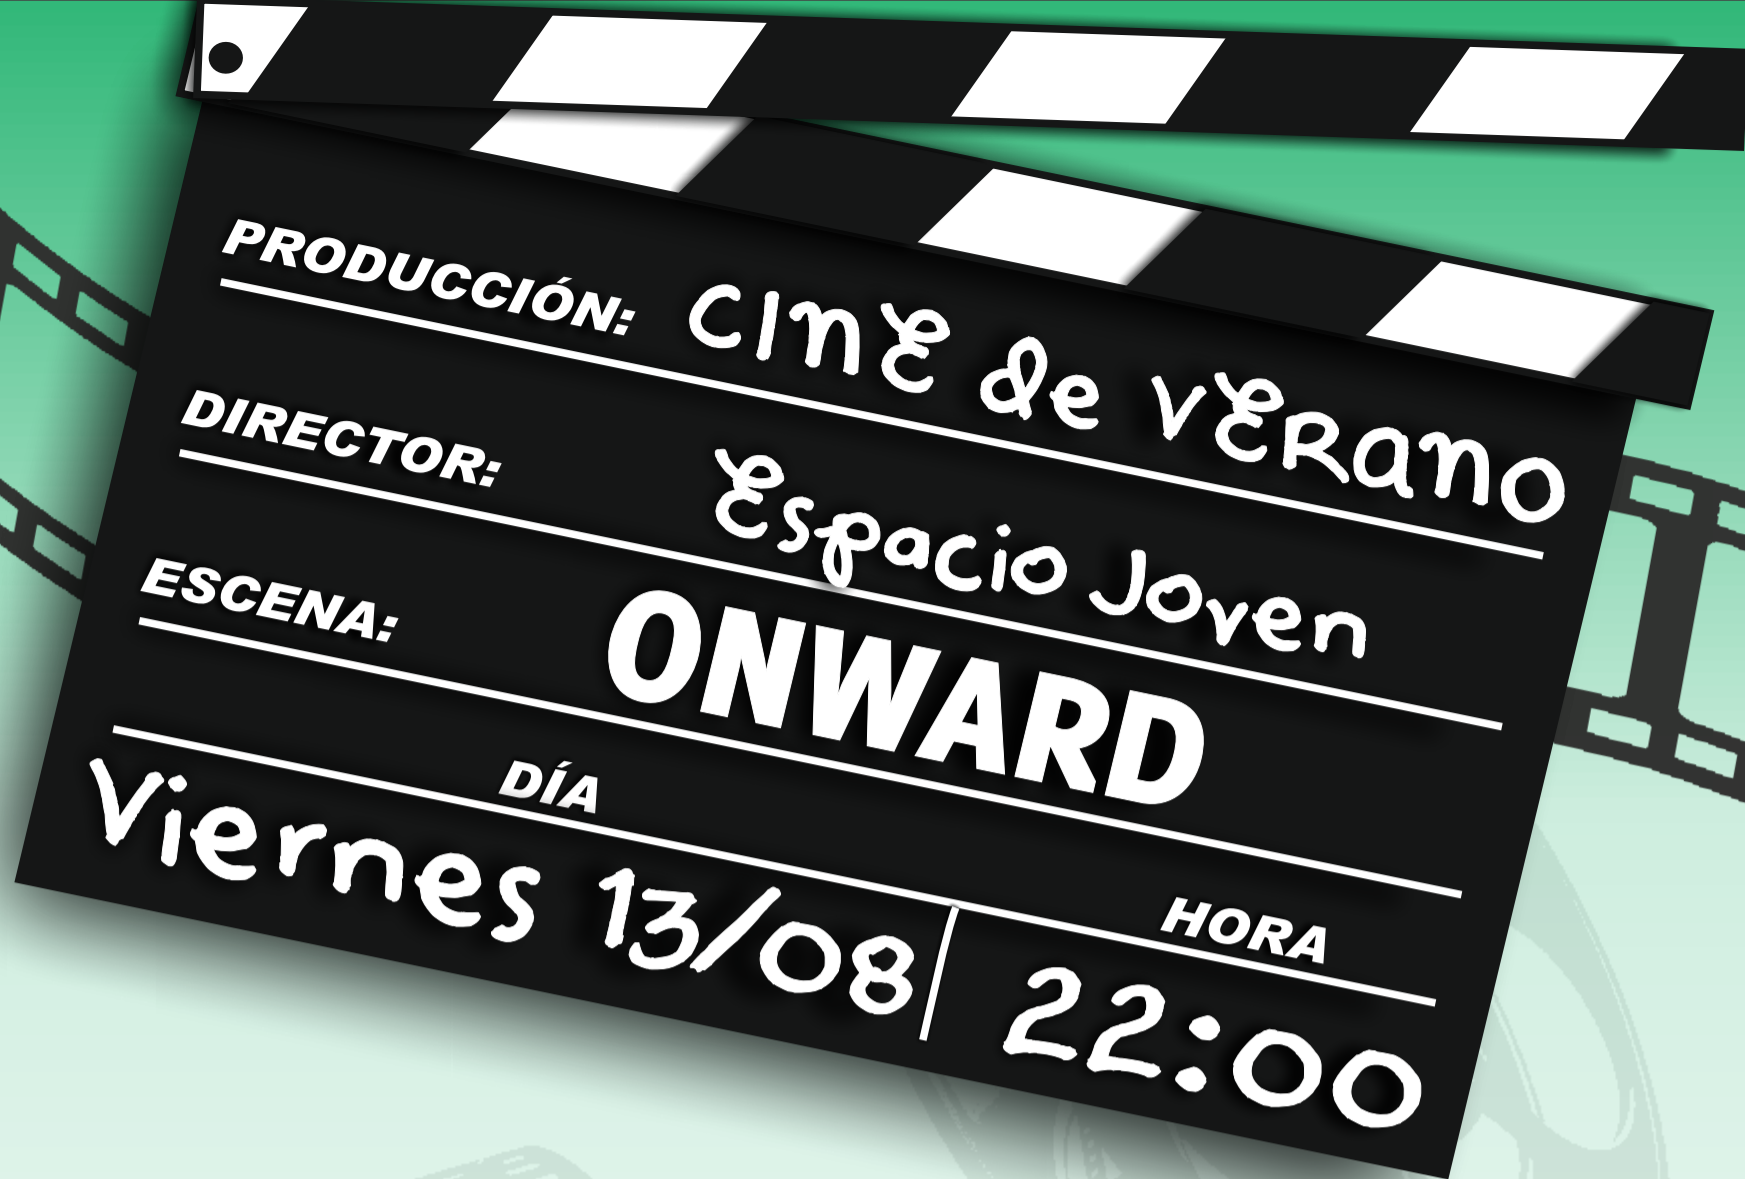 PRODUCCIÓN: CINE de VERANO
DIRECTOR: Espacio Joven
ESCENA: ONWARD
DÍA HORA
Viernes 13/08 22:00